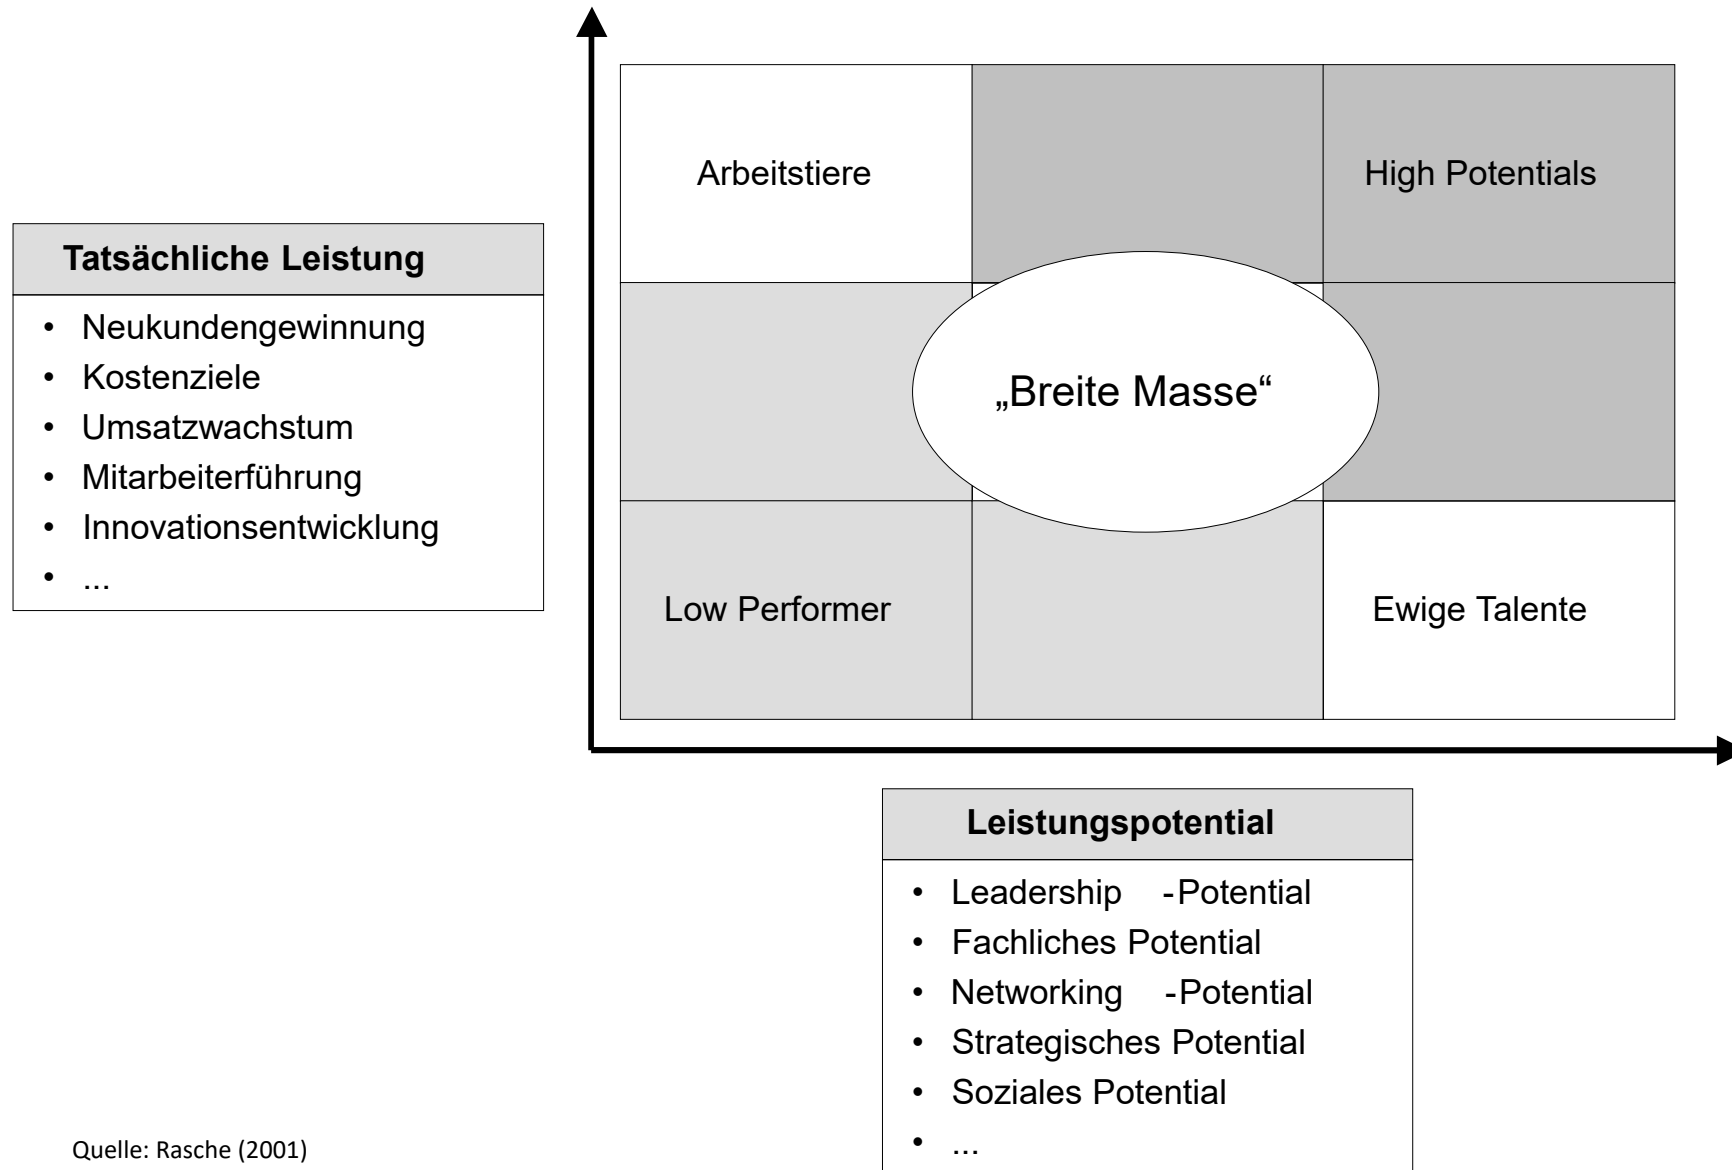 Arbeitstiere
High Potentials
Tatsächliche Leistung
• Neukundengewinnung
• Kostenziele
• Umsatzwachstum
• Mitarbeiterführung
• Innovationsentwicklung
• ...
„Breite Masse“
Low Performer
Ewige Talente
Leistungspotential
• Leadership -Potential
• Fachliches Potential
• Networking -Potential
• Strategisches Potential
• Soziales Potential
• ...
Quelle: Rasche (2001)